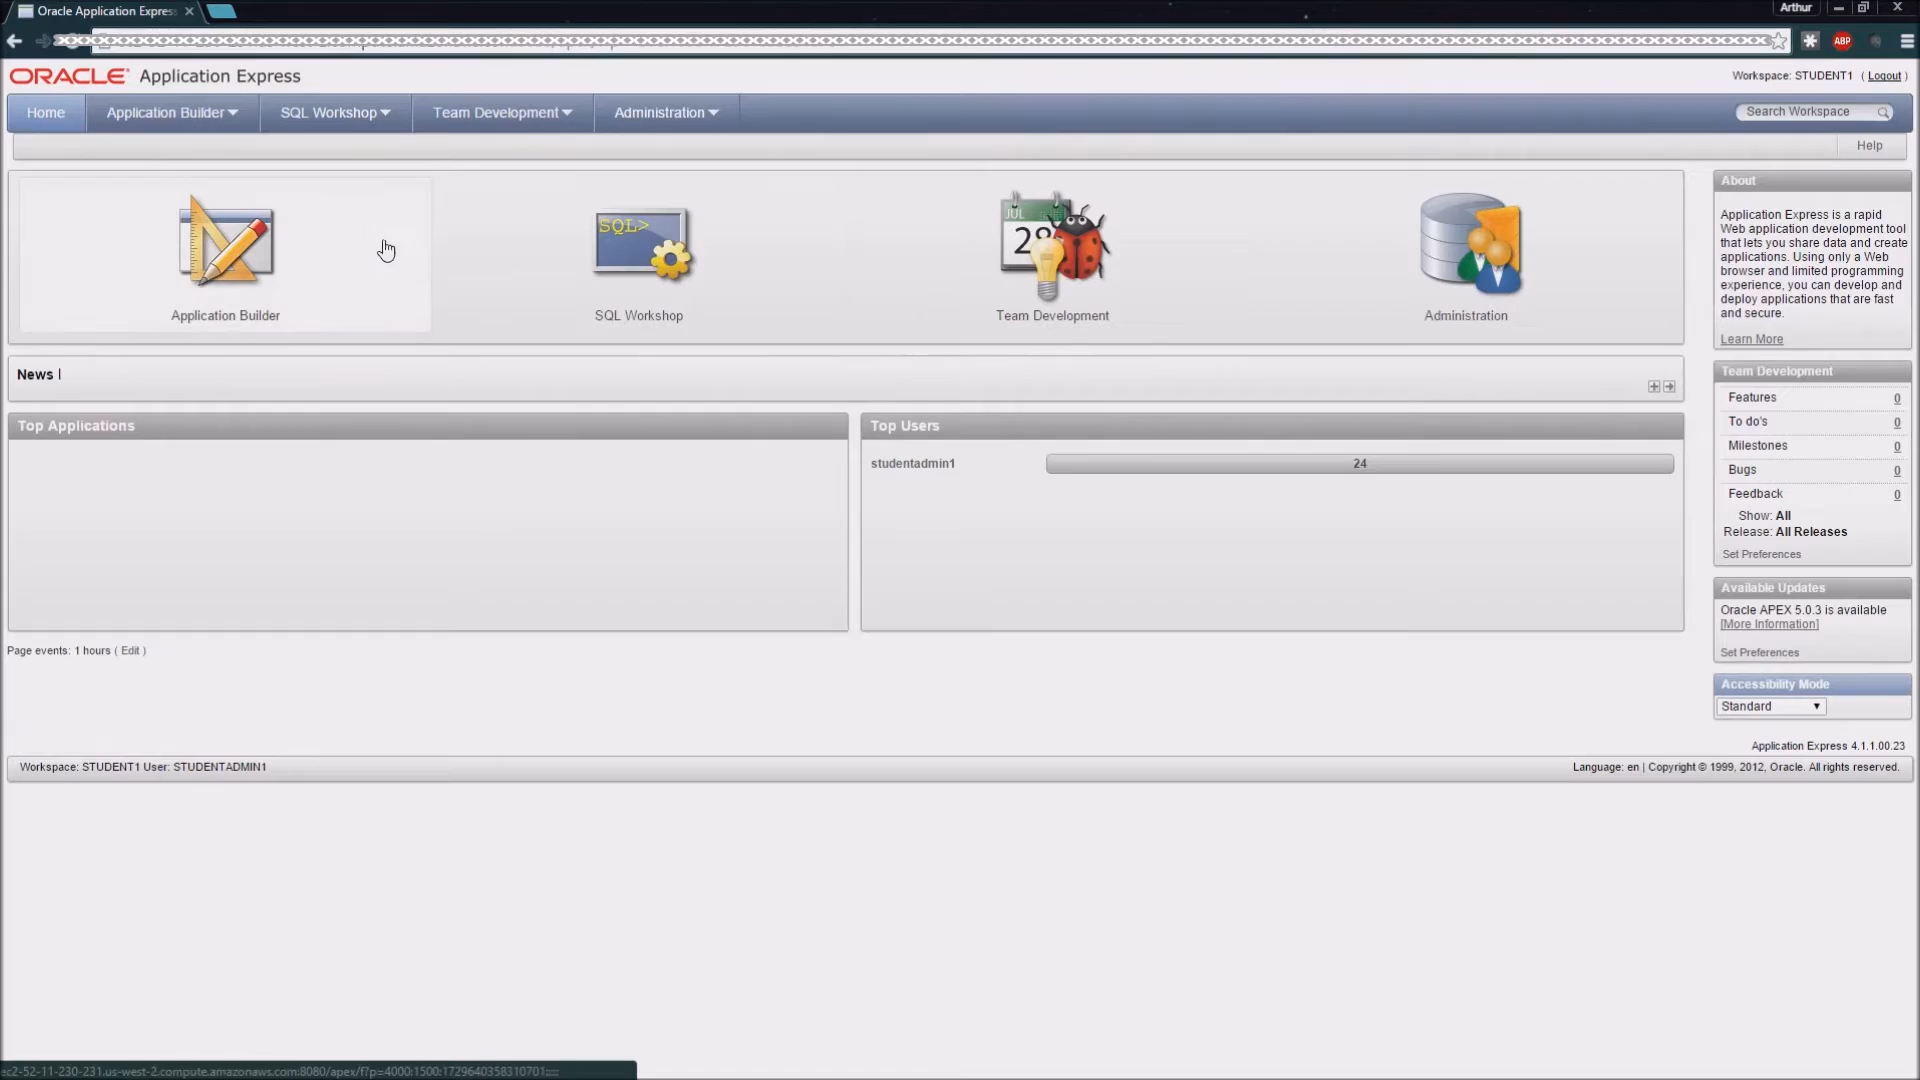 Oracle Application Express
Arthur
ABP
ORACLE Application Express
Workspace: STUDENT1 ( Logout )
Home
Application Builder
SQL Workshop
Team Development
Administration
Search Workspace
Help
SQL>
JUL
28
Application Builder
SQL Workshop
Team Development
Administration
About
Application Express is a rapid
Web application development tool
that lets you share data and create
applications. Using only a Web
browser and limited programming
experience, you can develop and
deploy applications that are fast
and secure.
Learn More
News
Team Development
Features 0
To do's 0
Milestones 0
Bugs 0
Feedback 0
Show: All
Release: All Releases
Set Preferences
Top Applications
Top Users
studentadmin1 24
Available Updates
Oracle APEX 5.0.3 is available
[More Information]
Set Preferences
Page events: 1 hours ( Edit )
Accessibility Mode
Standard
Application Express 4.1.1.00.23
Workspace: STUDENT1 User: STUDENTADMIN1
Language: en | Copyright © 1999, 2012, Oracle. All rights reserved.
ec2-52-11-230-231.us-west-2.compute.amazonaws.com:8080/apex/f?p=4000:1500:1729640358310701:::::